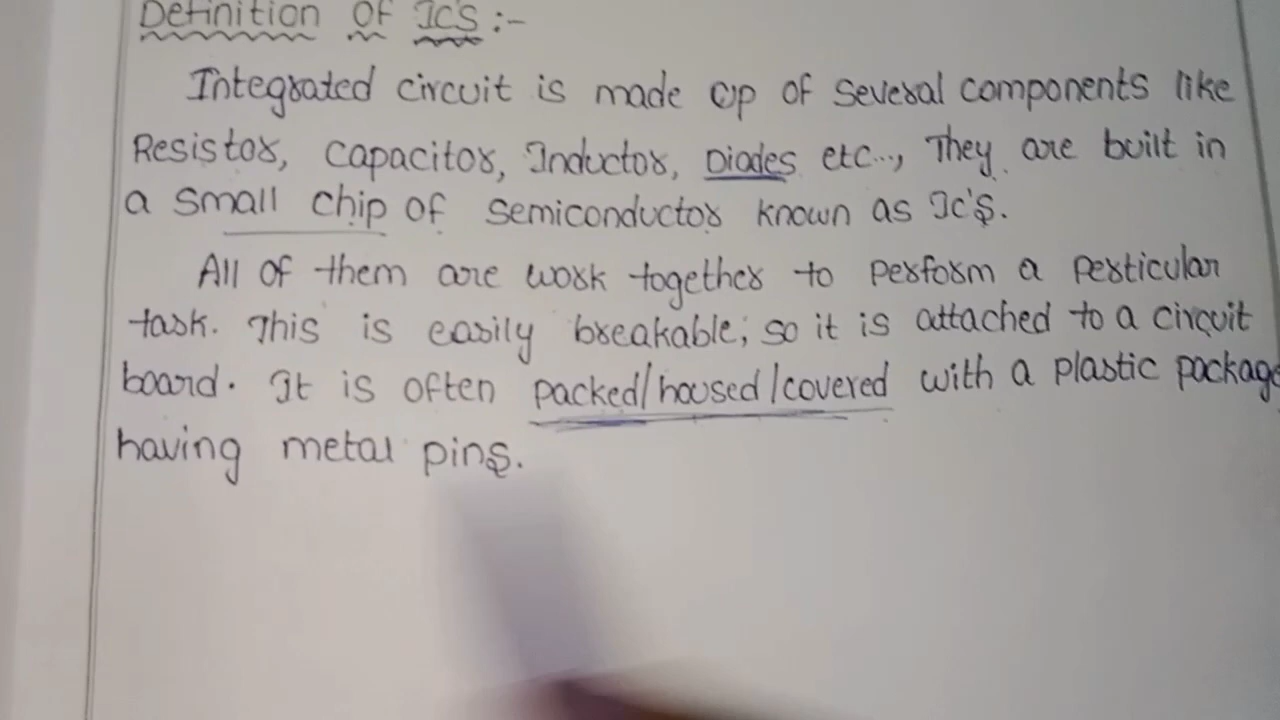 Definition of IC's :-
Integrated circuit is made up of several components like
Resistor, capacitor, Inductor, Diodes etc..., They are built in
a small chip of semiconductor known as Ic's.
All of them are work together to perform a perticular
task. This is easily breakable, so it is attached to a circuit
board. It is often packed/housed/covered with a plastic package
having metal pins.